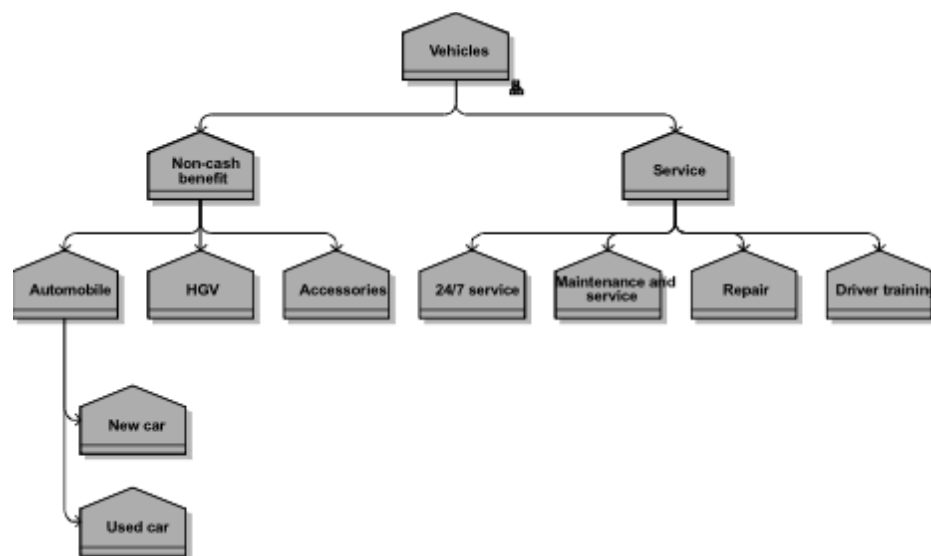 Vehicles
Non-cash
benefit
Service
Automobile
HGV
Accessories
24/7 service
Maintenance and
service
Repair
Driver training
New car
Used car